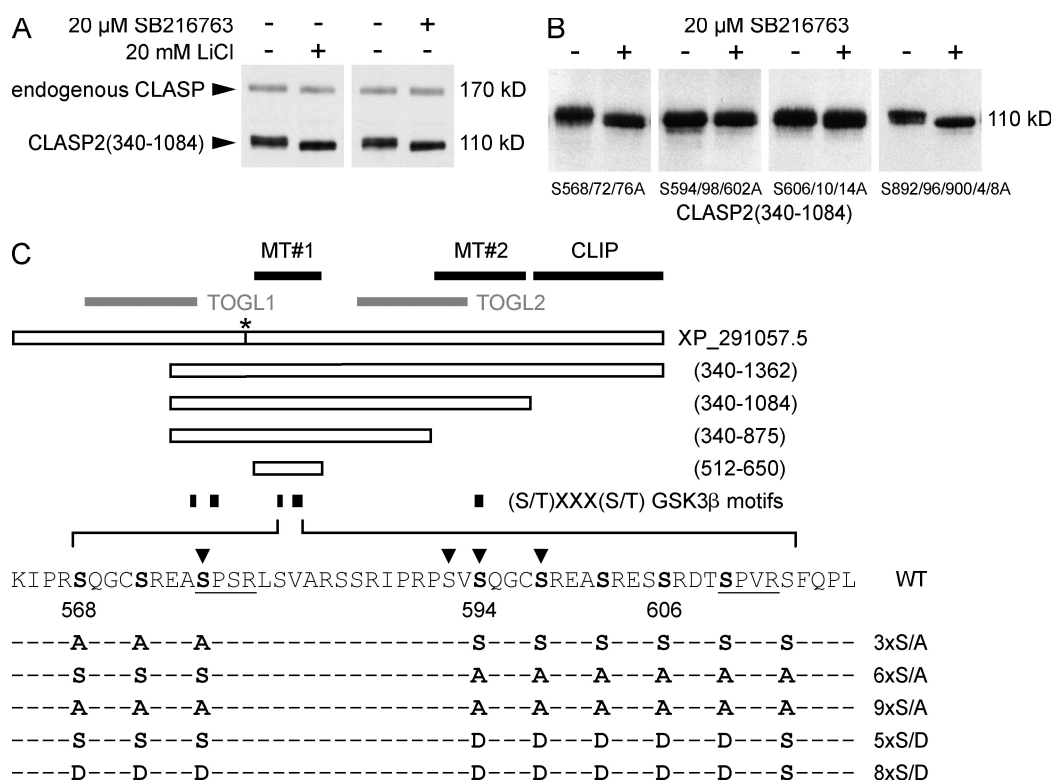 A
20 µM SB216763 - - - +
20 mM LiCl - + - -
endogenous CLASP 170 kD
CLASP2(340-1084) 110 kD
B
20 µM SB216763
- + - + - + - +
110 kD
S568/72/76A S594/98/602A S606/10/14A S892/96/900/4/8A
CLASP2(340-1084)
C
MT#1 MT#2 CLIP
TOGL1 TOGL2
*
XP_291057.5
(340-1362)
(340-1084)
(340-875)
(512-650)
(S/T)XXX(S/T) GSK3β motifs
KIPRSQGCSREASPSRLSVARSSRIPRPSVSQGCSREASRESSRDTSPVRSFQPL WT
568 594 606
----A---A---A-----------------S---S---S---S---S---S---- 3xS/A
----S---S---S-----------------A---A---A---A---A---A---- 6xS/A
----A---A---A-----------------A---A---A---A---A---A---- 9xS/A
----S---S---S-----------------D---D---D---D---D---S---- 5xS/D
----D---D---D-----------------D---D---D---D---D---S---- 8xS/D